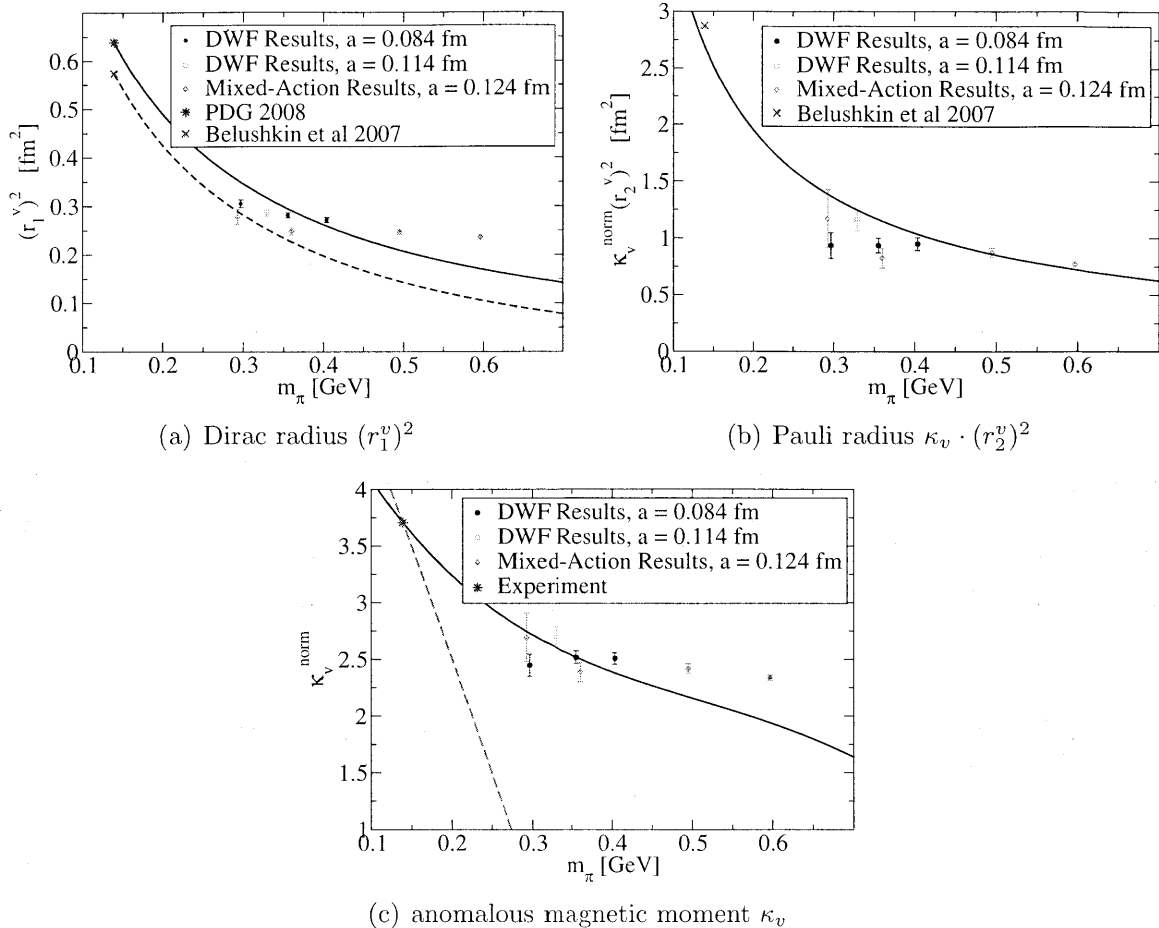 0.6
0.5
0.4
0.3
0.2
0.1
0
(r₁ᵛ)² [fm²]
DWF Results, a = 0.084 fm
DWF Results, a = 0.114 fm
Mixed-Action Results, a = 0.124 fm
PDG 2008
Belushkin et al 2007
0.1 0.2 0.3 0.4 0.5 0.6
m_π [GeV]
(a) Dirac radius (r₁ᵛ)²
3
2.5
2
1.5
1
0.5
0
κᵥⁿᵒʳᵐ(r₂ᵛ)² [fm²]
DWF Results, a = 0.084 fm
DWF Results, a = 0.114 fm
Mixed-Action Results, a = 0.124 fm
Belushkin et al 2007
0.1 0.2 0.3 0.4 0.5 0.6
m_π [GeV]
(b) Pauli radius κᵥ · (r₂ᵛ)²
4
3.5
3
2.5
2
1.5
1
κᵥⁿᵒʳᵐ
DWF Results, a = 0.084 fm
DWF Results, a = 0.114 fm
Mixed-Action Results, a = 0.124 fm
Experiment
0.1 0.2 0.3 0.4 0.5 0.6
m_π [GeV]
(c) anomalous magnetic moment κᵥ